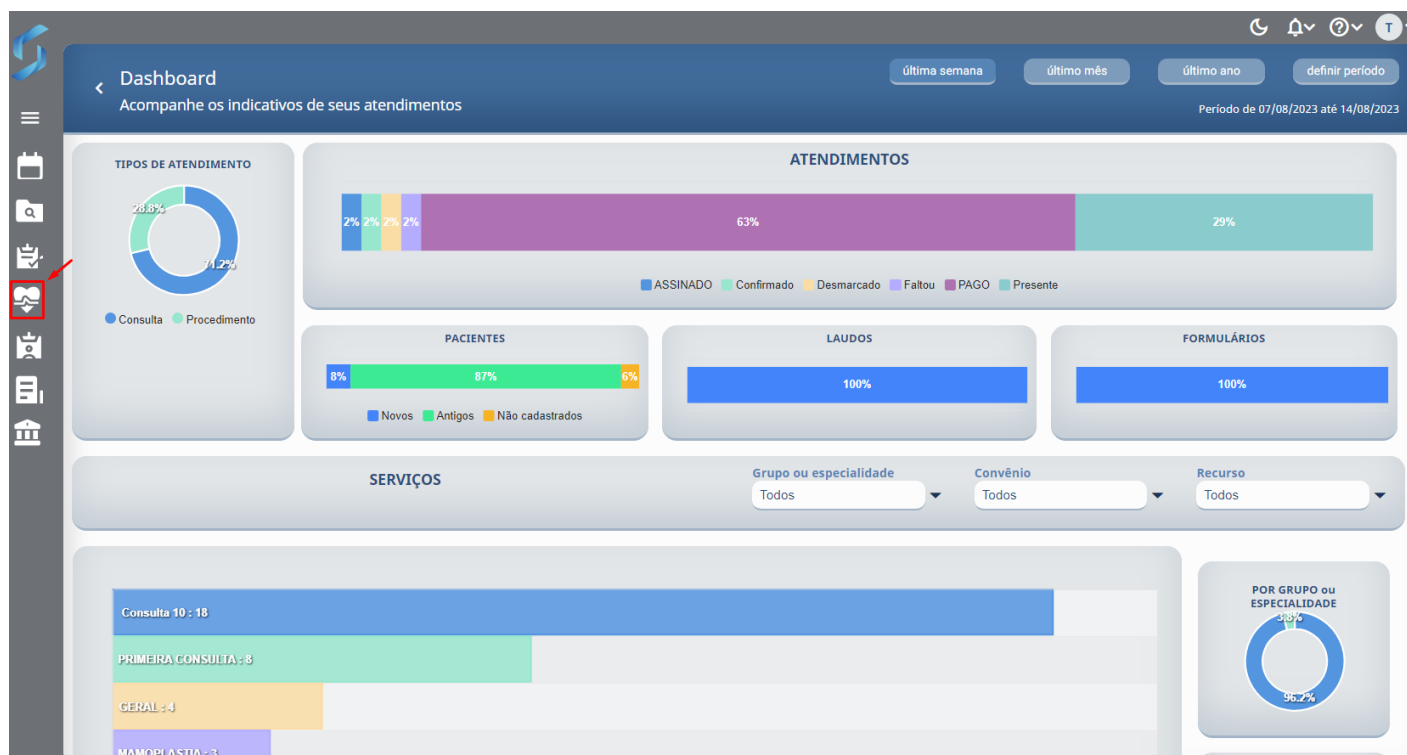 T
Dashboard
Acompanhe os indicativos de seus atendimentos
última semana
último mês
último ano
definir período
Período de 07/08/2023 até 14/08/2023
TIPOS DE ATENDIMENTO
28.8%
71.2%
Consulta Procedimento
ATENDIMENTOS
2% 2% 2% 2% 63% 29%
ASSINADO Confirmado Desmarcado Faltou PAGO Presente
PACIENTES
8% 87% 6%
Novos Antigos Não cadastrados
LAUDOS
100%
FORMULÁRIOS
100%
SERVIÇOS
Grupo ou especialidade
Todos
Convênio
Todos
Recurso
Todos
Consulta 10 : 18
PRIMEIRA CONSULTA : 8
GERAL : 4
MAMOPLASTIA : 3
POR GRUPO ou
ESPECIALIDADE
3.8%
96.2%